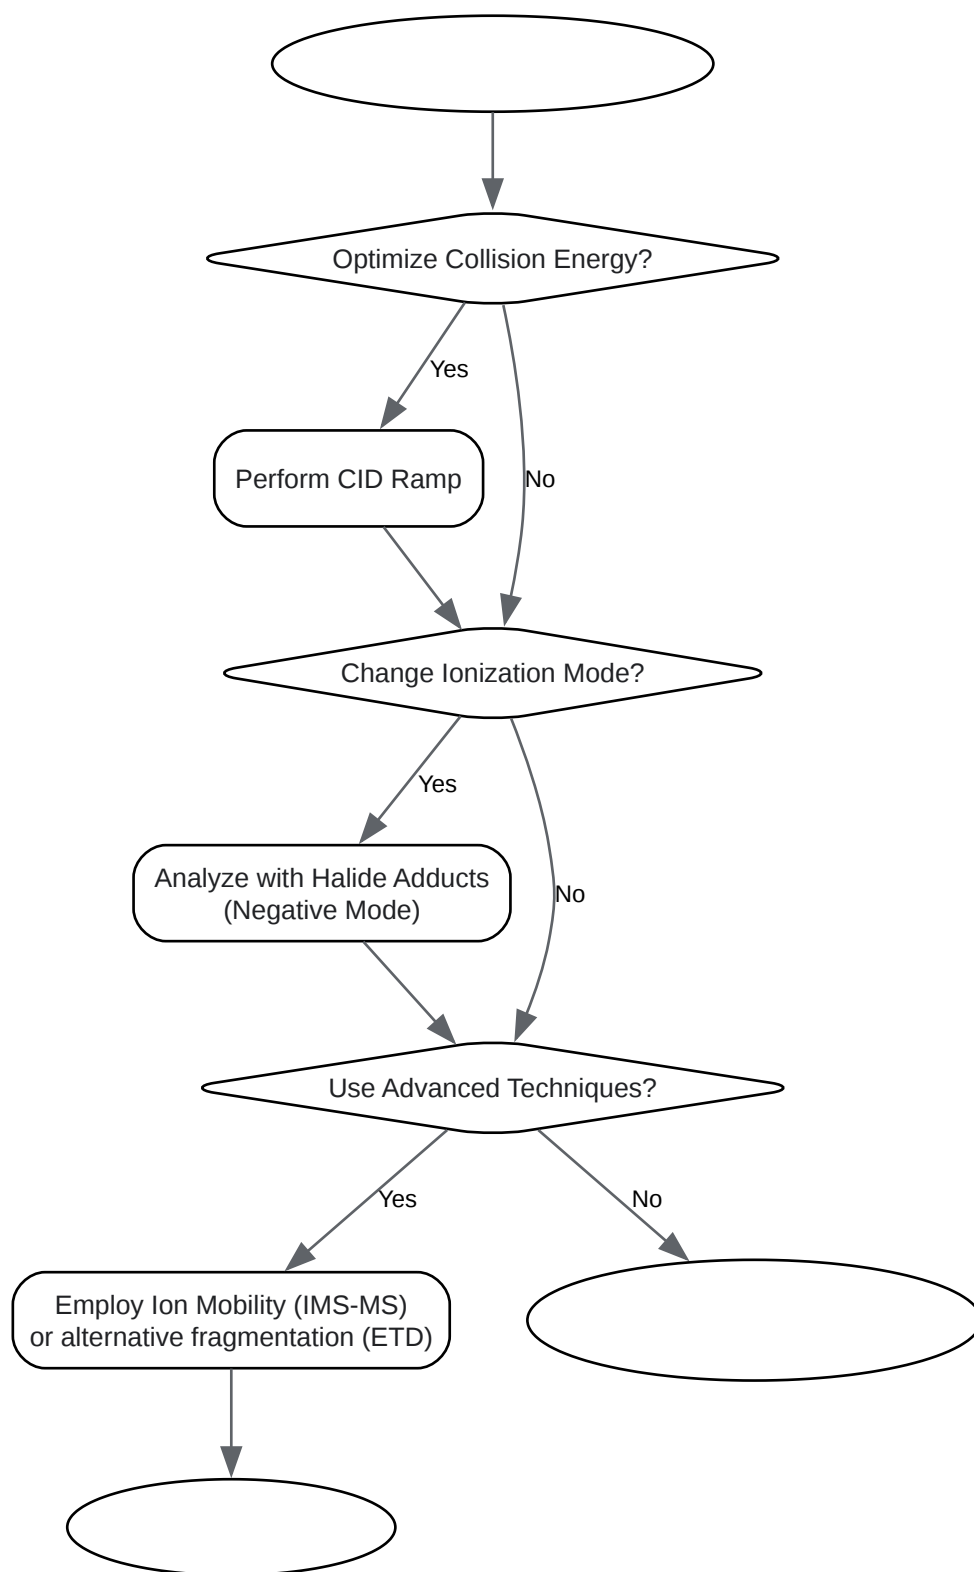 Optimize Collision Energy?
Yes
Perform CID Ramp
No
Change Ionization Mode?
Yes
Analyze with Halide Adducts
(Negative Mode)
No
Use Advanced Techniques?
Yes
No
Employ Ion Mobility (IMS-MS)
or alternative fragmentation (ETD)